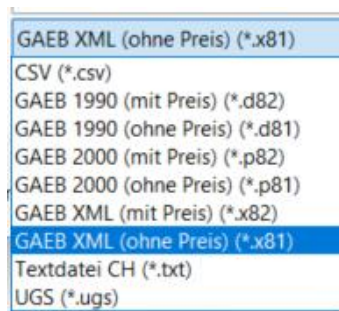 GAEB XML (ohne Preis) (*.x81)
CSV (*.csv)
GAEB 1990 (mit Preis) (*.d82)
GAEB 1990 (ohne Preis) (*.d81)
GAEB 2000 (mit Preis) (*.p82)
GAEB 2000 (ohne Preis) (*.p81)
GAEB XML (mit Preis) (*.x82)
GAEB XML (ohne Preis) (*.x81)
Textdatei CH (*.txt)
UGS (*.ugs)